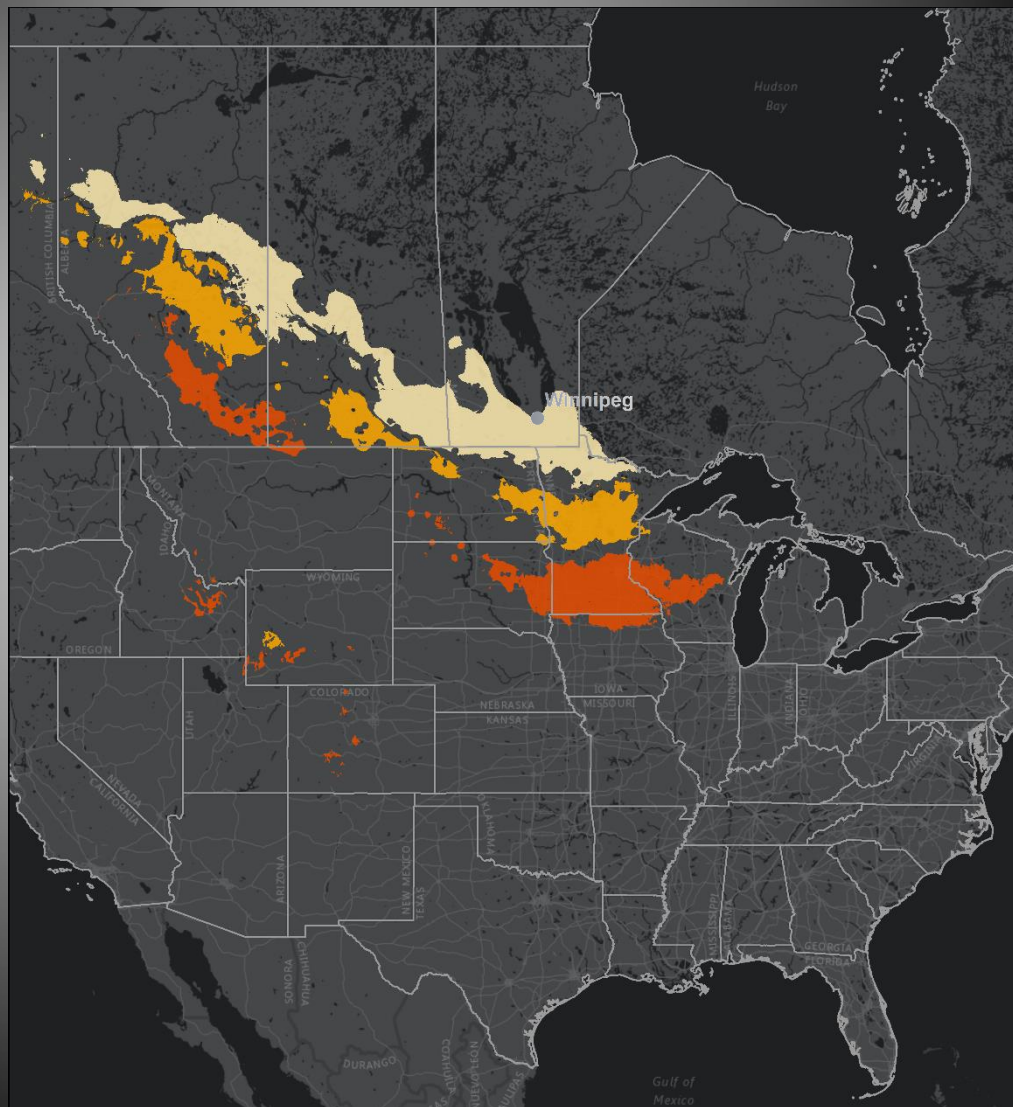 Hudson
Bay
BRITISH COLUMBIA
ALBERTA
Winnipeg
MONTANA
IDAHO
WYOMING
OREGON
COLORADO
NEBRASKA
KANSAS
IOWA
MISSOURI
ILLINOIS
INDIANA
OHIO
UTAH
NEVADA
CALIFORNIA
VIRGINIA
OKLAHOMA
ARIZONA
NEW MEXICO
TEXAS
MISSISSIPPI
ALABAMA
GEORGIA
FLORIDA
SONORA
CHIHUAHUA
DURANGO
Gulf of
Mexico